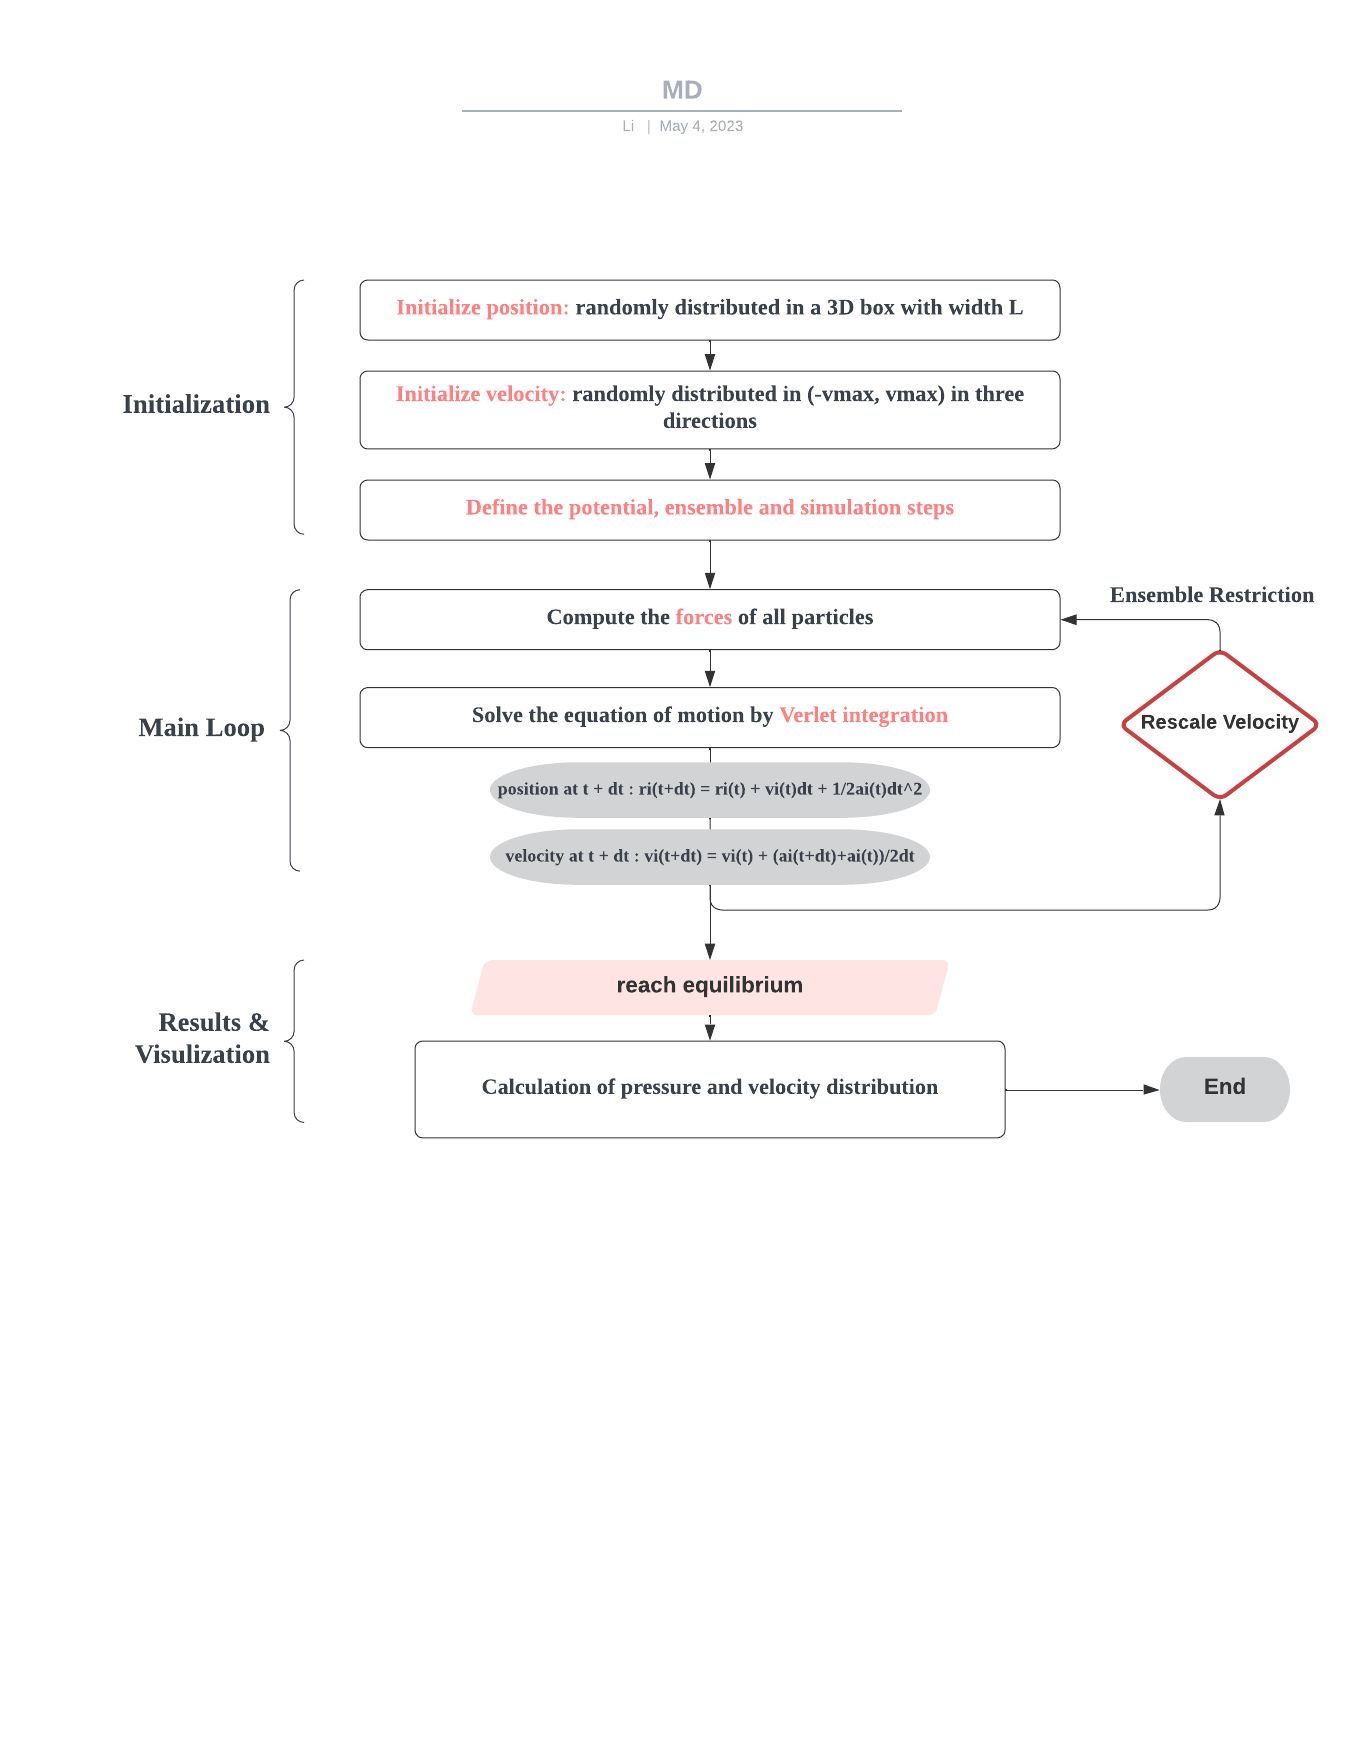 MD
Li | May 4, 2023
Initialization
Initialize position: randomly distributed in a 3D box with width L
Initialize velocity: randomly distributed in (-vmax, vmax) in three
directions
Define the potential, ensemble and simulation steps
Main Loop
Compute the forces of all particles
Ensemble Restriction
Solve the equation of motion by Verlet integration
Rescale Velocity
position at t + dt : ri(t+dt) = ri(t) + vi(t)dt + 1/2ai(t)dt^2
velocity at t + dt : vi(t+dt) = vi(t) + (ai(t+dt)+ai(t))/2dt
Results &
Visulization
reach equilibrium
Calculation of pressure and velocity distribution
End